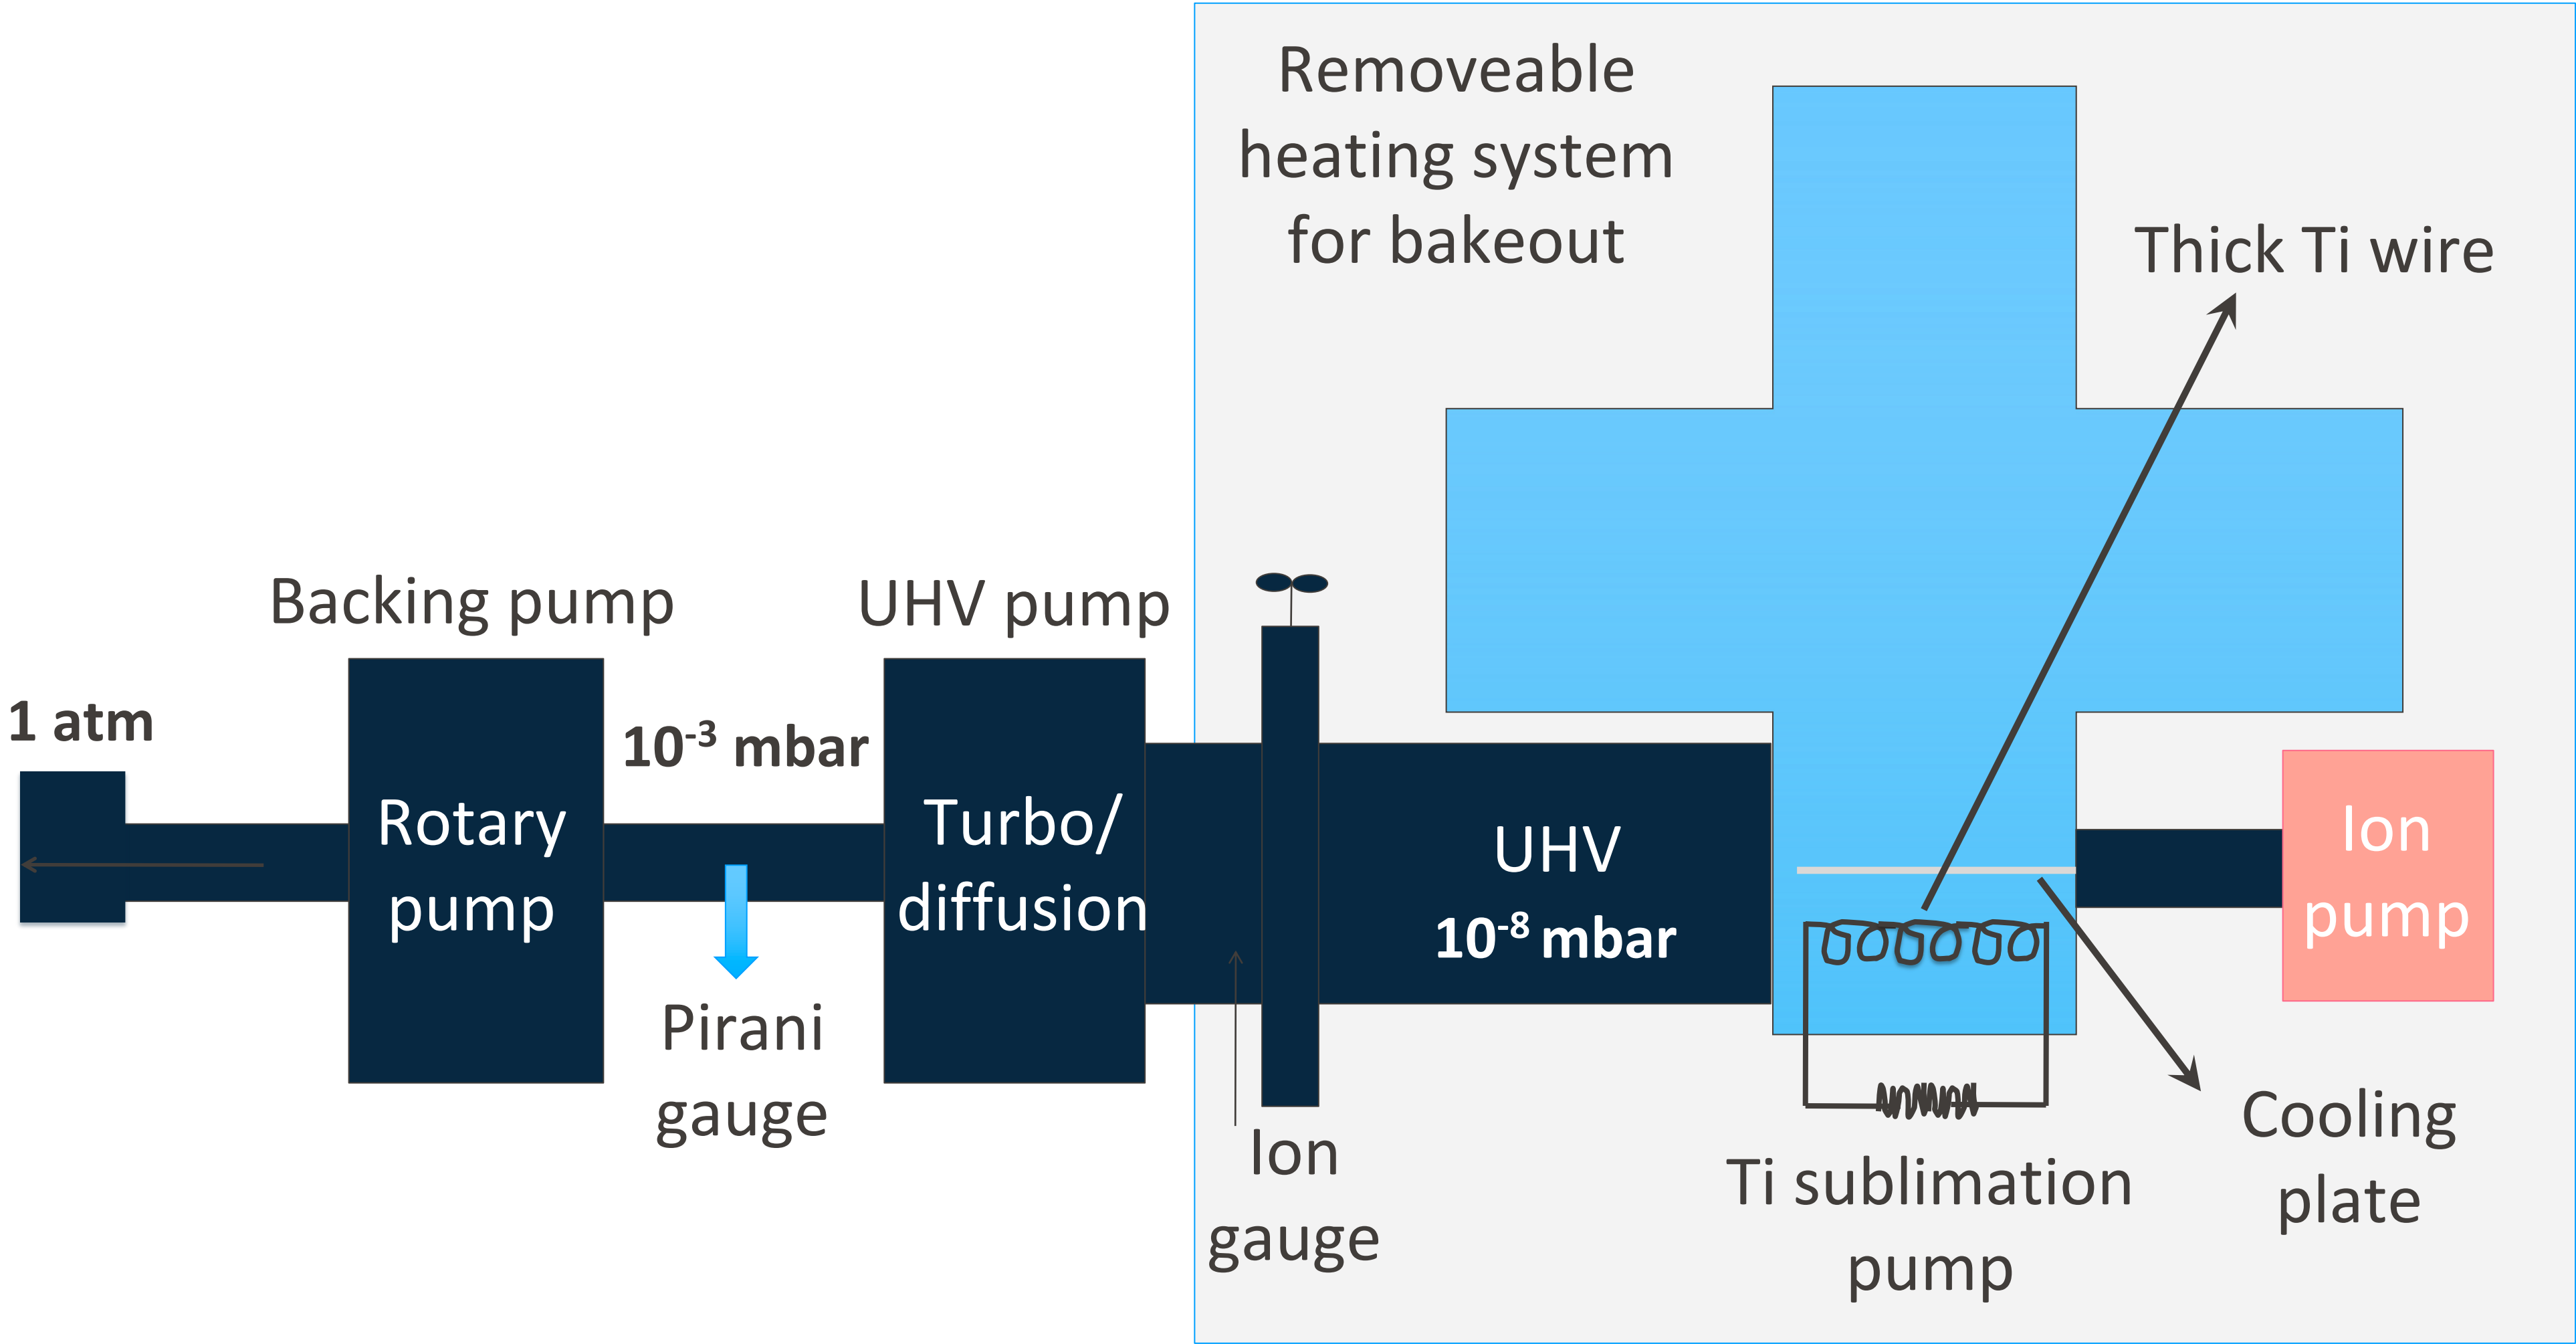 Removeable
heating system
for bakeout
Thick Ti wire
Backing pump
UHV pump
1 atm
10-3 mbar
Rotary
pump
Turbo/
diffusion
UHV
10-8 mbar
Ion
pump
Pirani
gauge
Ion
gauge
Ti sublimation
pump
Cooling
plate